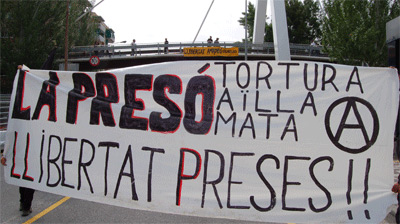 LA PRESÓ TORTURA
AÏLLA
MATA
LLIBERTAT PRESES!!